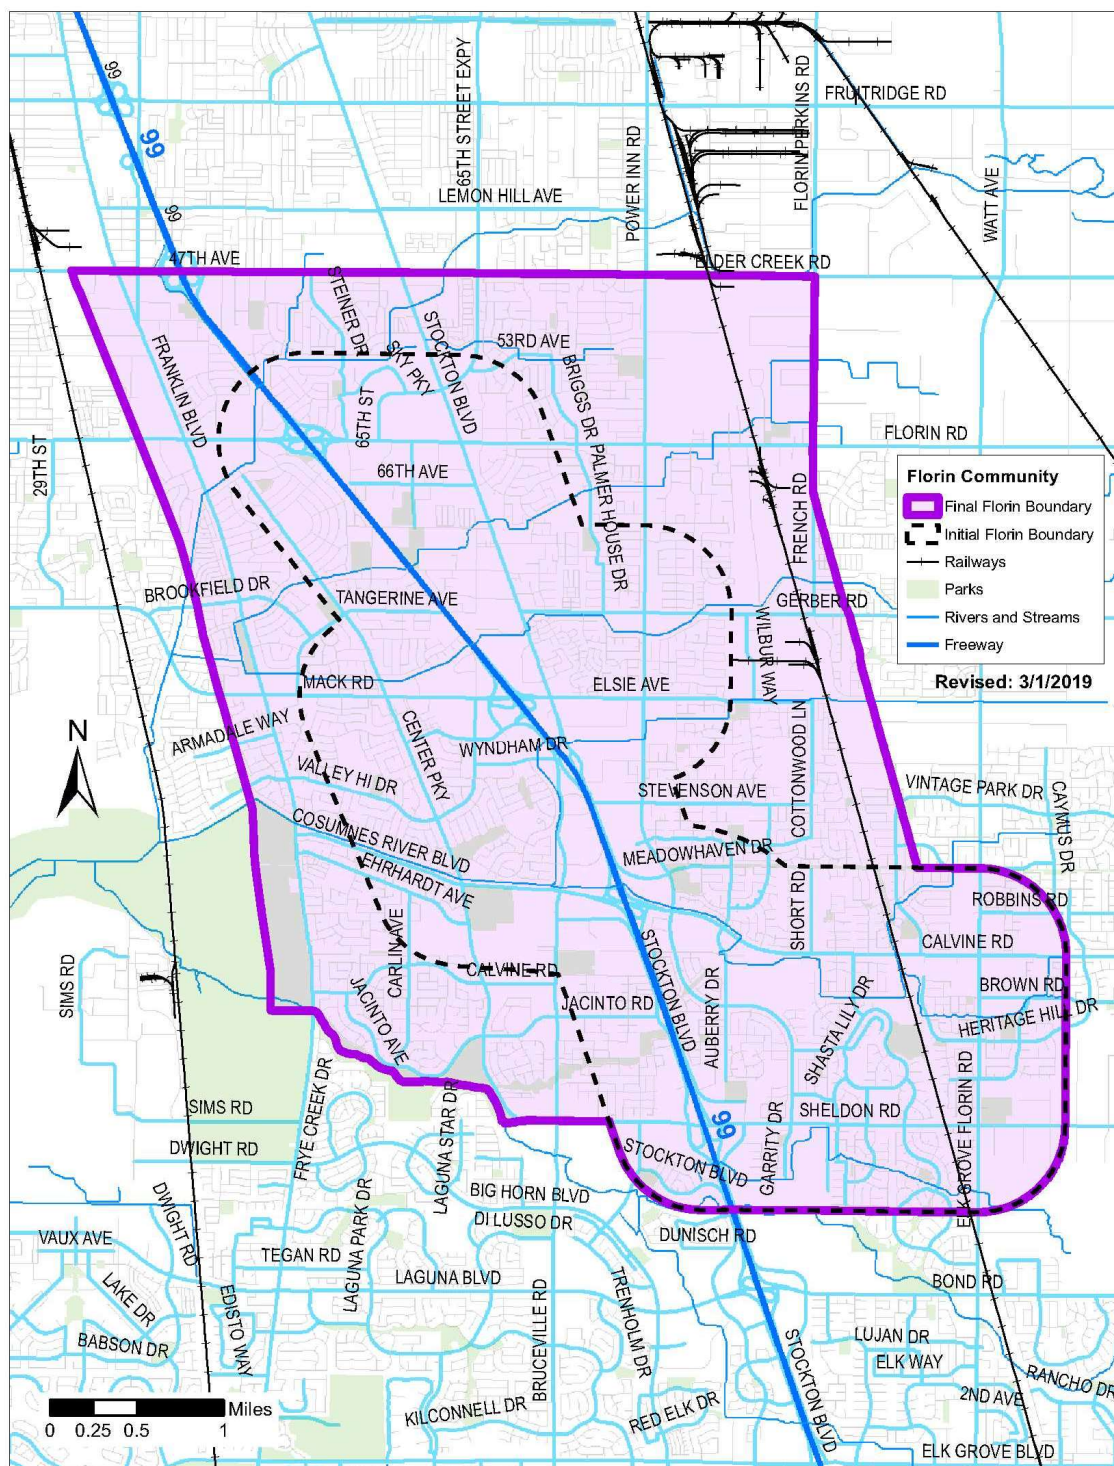 99
99
99
65TH STREET EXPY
POWER INN RD
FLORIN PERKINS RD
FRUITRIDGE RD
WATT AVE
LEMON HILL AVE
47TH AVE
ELDER CREEK RD
STEINER DR
SKY PKY
STOCKTON BLVD
53RD AVE
BRIGGS DR
FRANKLIN BLVD
65TH ST
FLORIN RD
29TH ST
66TH AVE
PALMER HOUSE DR
FRENCH RD
Florin Community
Final Florin Boundary
Initial Florin Boundary
Railways
Parks
Rivers and Streams
Freeway
Revised: 3/1/2019
BROOKFIELD DR
TANGERINE AVE
GERBER RD
WILBUR WAY
MACK RD
ELSIE AVE
ARMADALE WAY
CENTER PKY
WYNDHAM DR
COTTONWOOD LN
N
VALLEY HI DR
STEVENSON AVE
VINTAGE PARK DR
CAYMUS DR
COSUMNES RIVER BLVD
MEADOWHAVEN DR
EHRHARDT AVE
ROBBINS RD
SHORT RD
CARLIN AVE
STOCKTON BLVD
CALVINE RD
SIMS RD
CALVINE RD
BROWN RD
JACINTO AVE
JACINTO RD
AUBERRY DR
SHASTA LILY DR
HERITAGE HILL DR
FRYE CREEK DR
LAGUNA STAR DR
ELK GROVE FLORIN RD
SIMS RD
SHELDON RD
99
GARRITY DR
DWIGHT RD
STOCKTON BLVD
DWIGHT RD
LAGUNA PARK DR
BIG HORN BLVD
DI LUSSO DR
DUNISCH RD
VAUX AVE
TEGAN RD
LAGUNA BLVD
BOND RD
LAKE DR
EDISTO WAY
BRUCEVILLE RD
TRENHOLM DR
BABSON DR
STOCKTON BLVD
LUJAN DR
ELK WAY
RANCHO DR
2ND AVE
KILCONNELL DR
RED ELK DR
ELK GROVE BLVD
Miles
0 0.25 0.5 1